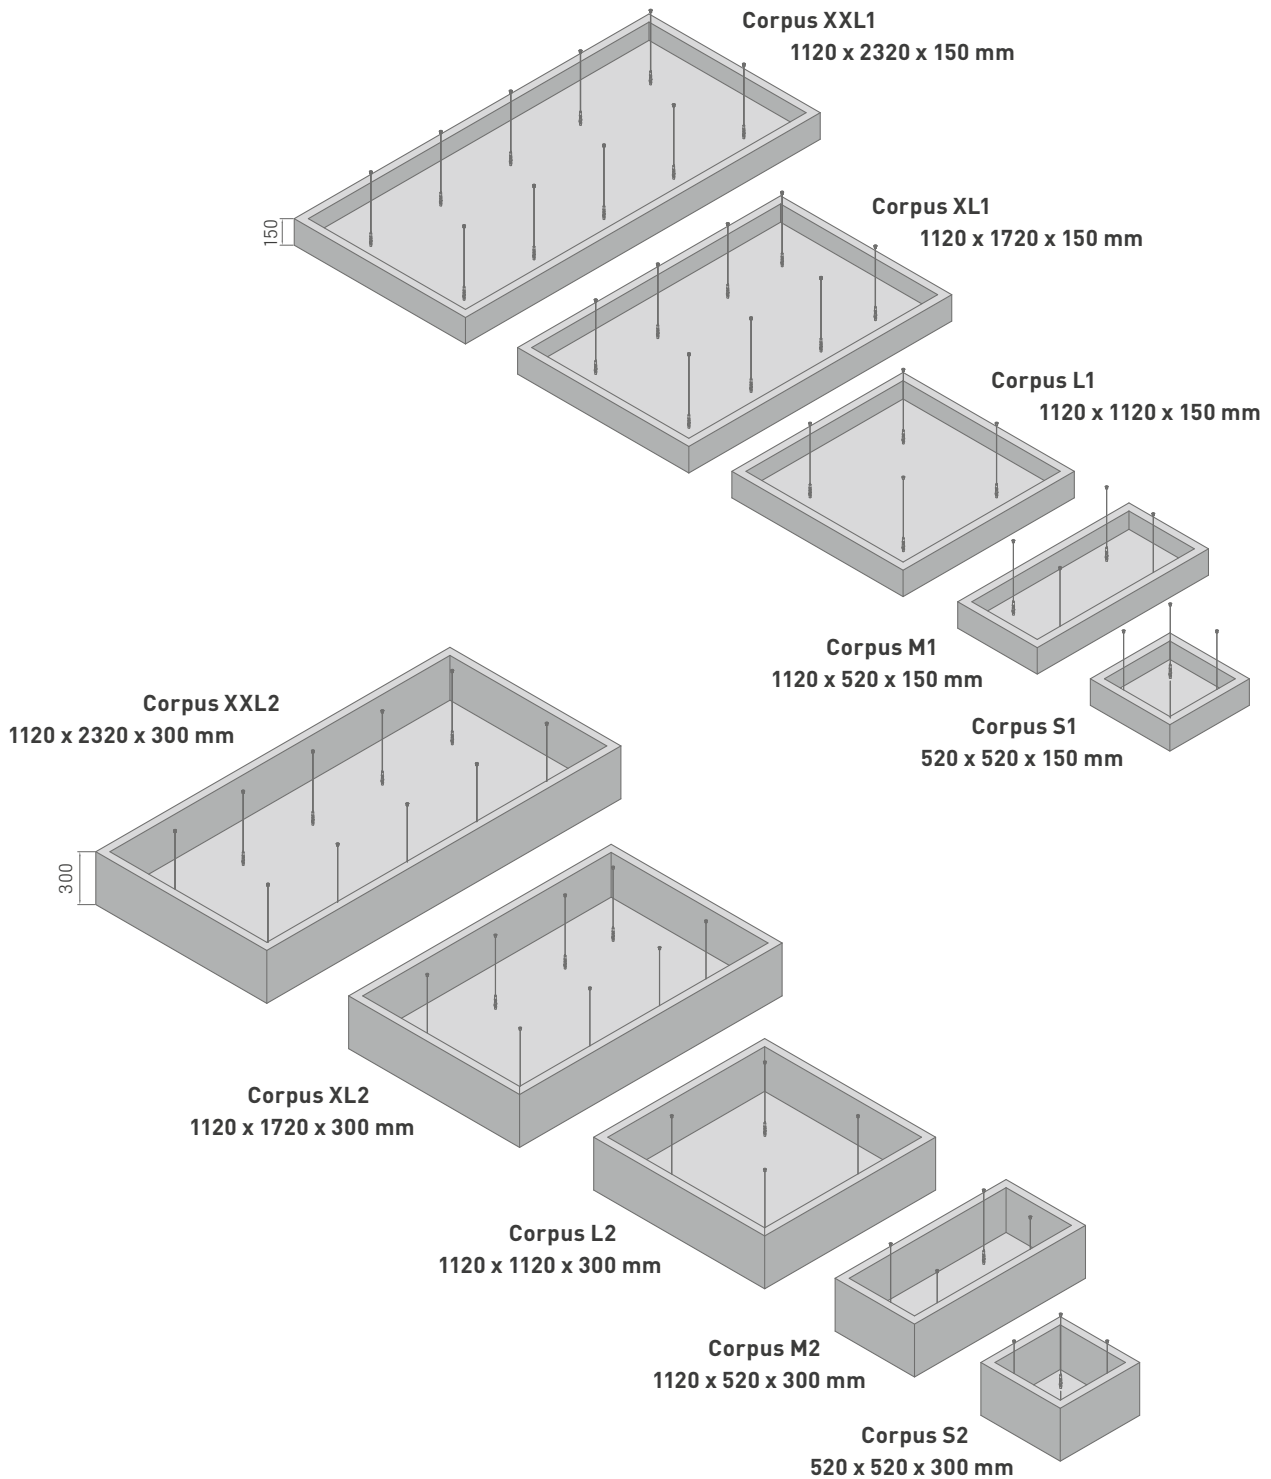 Corpus XXL1
1120 x 2320 x 150 mm
150
Corpus XL1
1120 x 1720 x 150 mm
Corpus L1
1120 x 1120 x 150 mm
Corpus M1
1120 x 520 x 150 mm
Corpus S1
520 x 520 x 150 mm
Corpus XXL2
1120 x 2320 x 300 mm
300
Corpus XL2
1120 x 1720 x 300 mm
Corpus L2
1120 x 1120 x 300 mm
Corpus M2
1120 x 520 x 300 mm
Corpus S2
520 x 520 x 300 mm